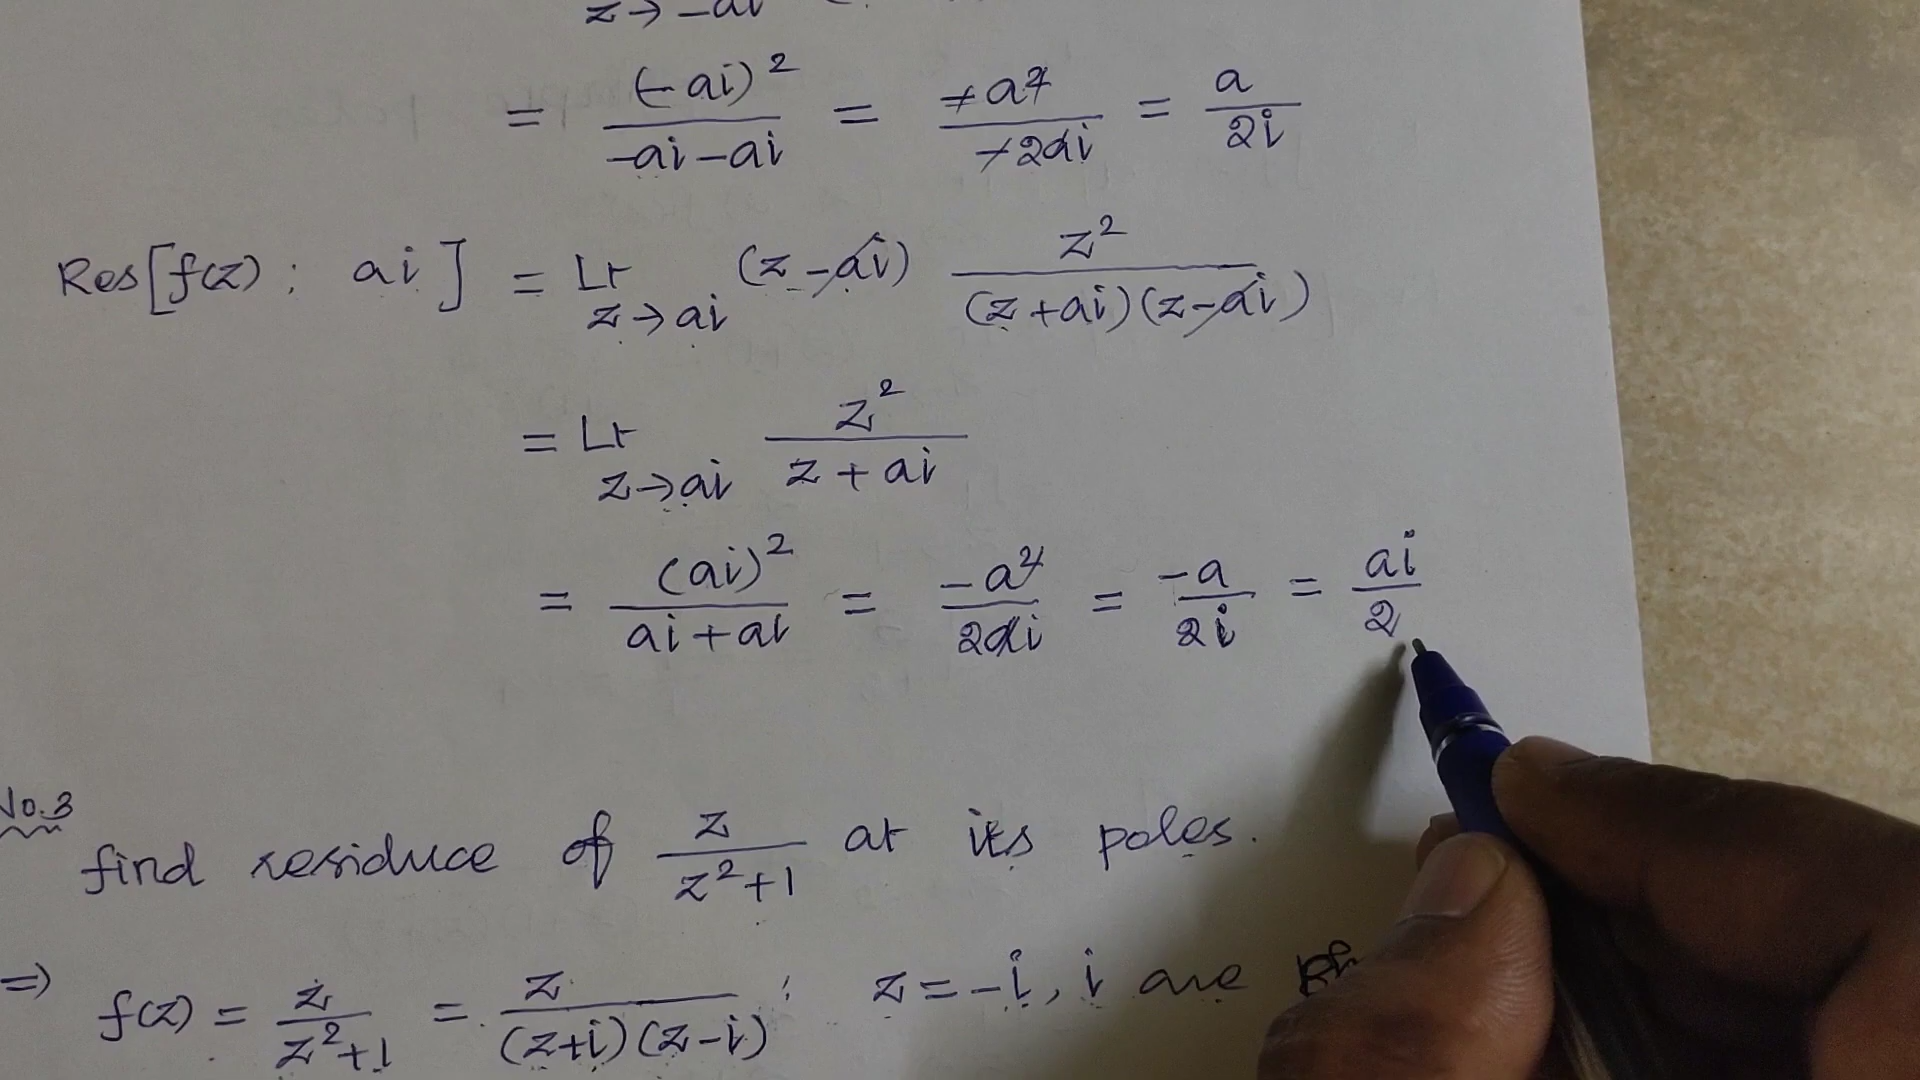 z → -ai
= (-ai)² / (-ai - ai) = -a² / (-2ai) = a / 2i
Res[f(z) ; ai] = Lt z→ai (z - ai) z² / ((z + ai)(z - ai))
= Lt z→ai z² / (z + ai)
= (ai)² / (ai + ai) = -a² / (2ai) = -a / 2i = ai / 2
No.3
find residuce of z / (z² + 1) at its poles.
⇒ f(z) = z / (z² + 1) = z / ((z+i)(z-i)) ; z = -i, i are